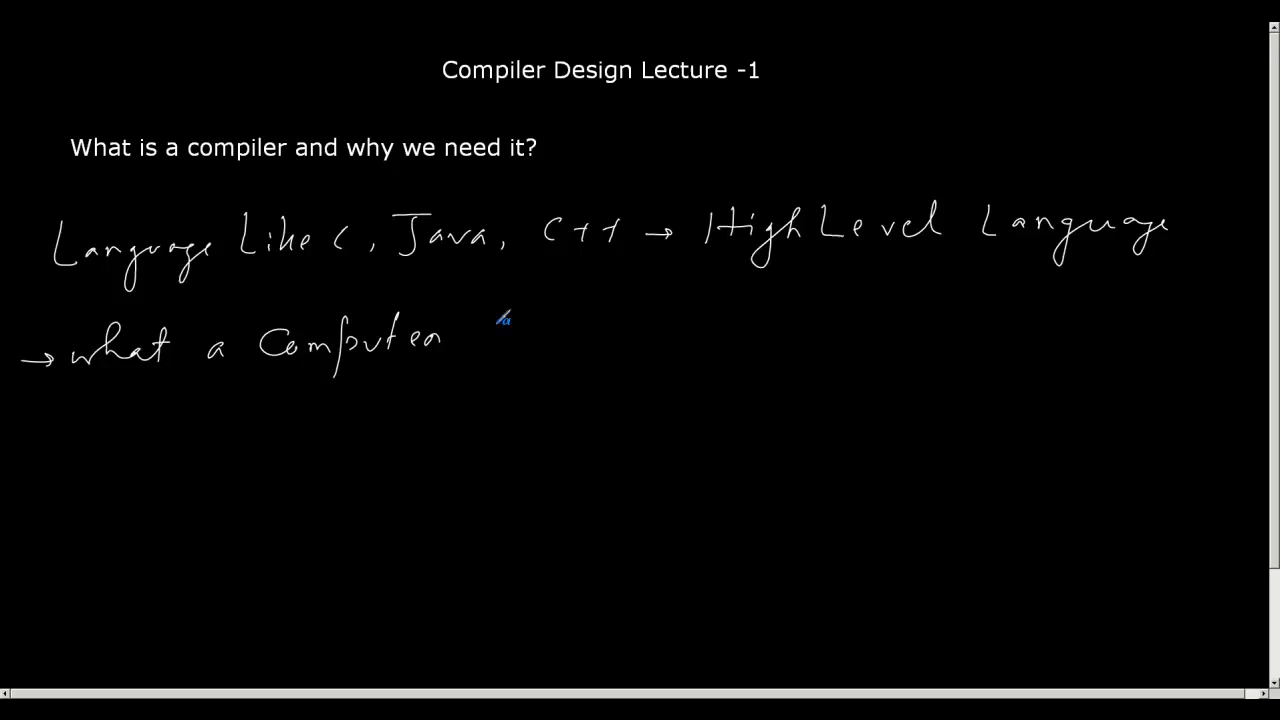 Compiler Design Lecture -1
What is a compiler and why we need it?
Language Like C, Java, C++ → High Level Language
→ what a Computer